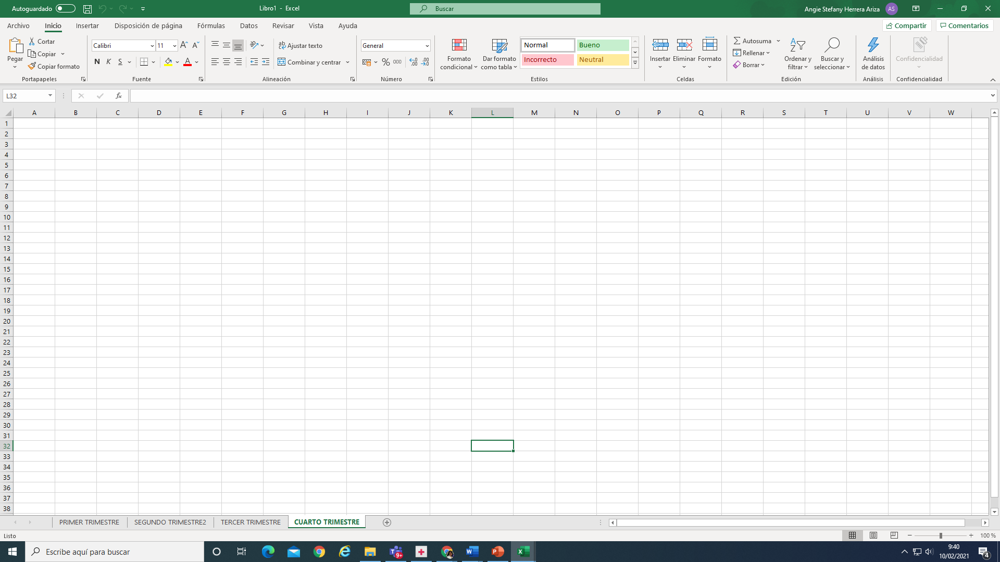 Autoguardado
Libro1 - Excel
Buscar
Angie Stefany Herrera Ariza AS
Archivo Inicio Insertar Disposición de página Fórmulas Datos Revisar Vista Ayuda
Compartir Comentarios
Pegar
Cortar
Copiar
Copiar formato
Portapapeles
Calibri 11
N K S
Fuente
Ajustar texto
Combinar y centrar
Alineación
General
% 000
Número
Formato condicional
Dar formato como tabla
Normal Bueno
Incorrecto Neutral
Estilos
Insertar Eliminar Formato
Celdas
Autosuma
Rellenar
Borrar
Ordenar y filtrar
Buscar y seleccionar
Edición
Análisis de datos
Análisis
Confidencialidad
Confidencialidad
L32
fx
A B C D E F G H I J K L M N O P Q R S T U V W
1
2
3
4
5
6
7
8
9
10
11
12
13
14
15
16
17
18
19
20
21
22
23
24
25
26
27
28
29
30
31
32
33
34
35
36
37
38
PRIMER TRIMESTRE SEGUNDO TRIMESTRE2 TERCER TRIMESTRE CUARTO TRIMESTRE
Listo
100 %
Escribe aquí para buscar
9+
9:40
10/02/2021
4